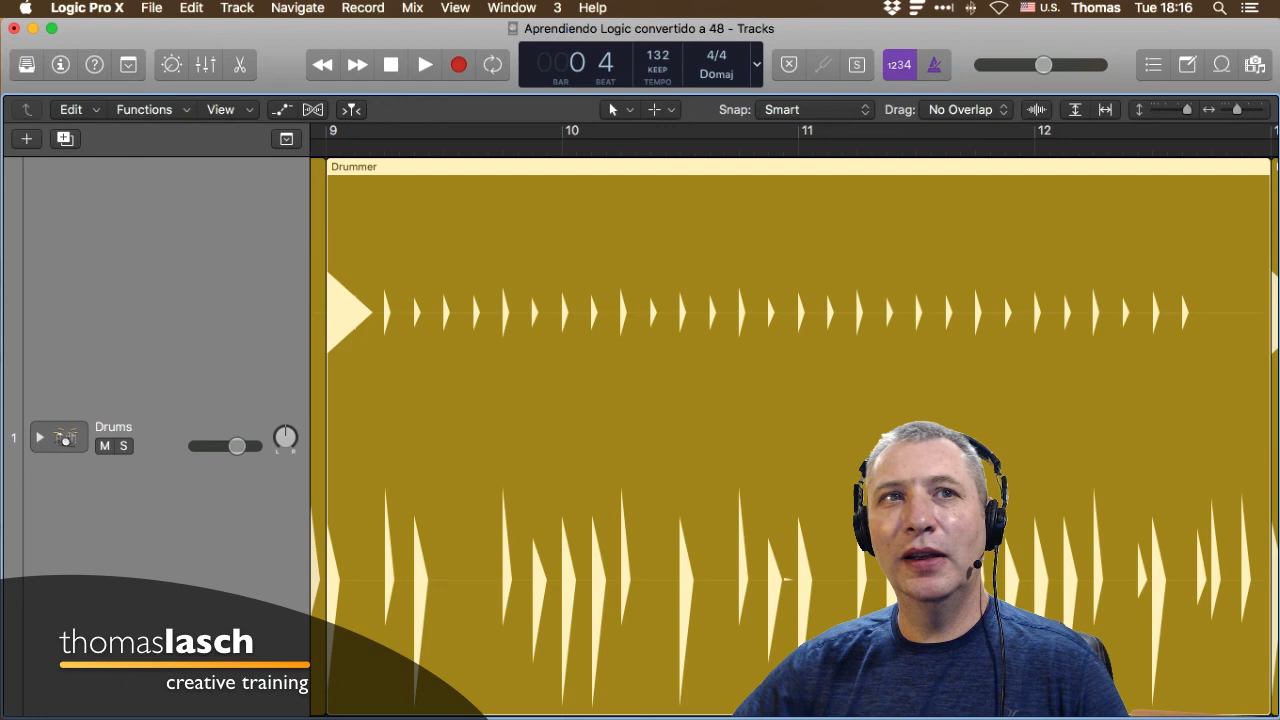 Logic Pro X File Edit Track Navigate Record Mix View Window 3 Help U.S. Thomas Tue 18:16
Aprendiendo Logic convertido a 48 - Tracks
0 4 132 4/4
KEEP Domaj
BAR BEAT TEMPO
S 1234
Edit Functions View Snap: Smart Drag: No Overlap
9 10 11 12
Drummer
1 Drums
M S
L R
thomaslasch
creative training